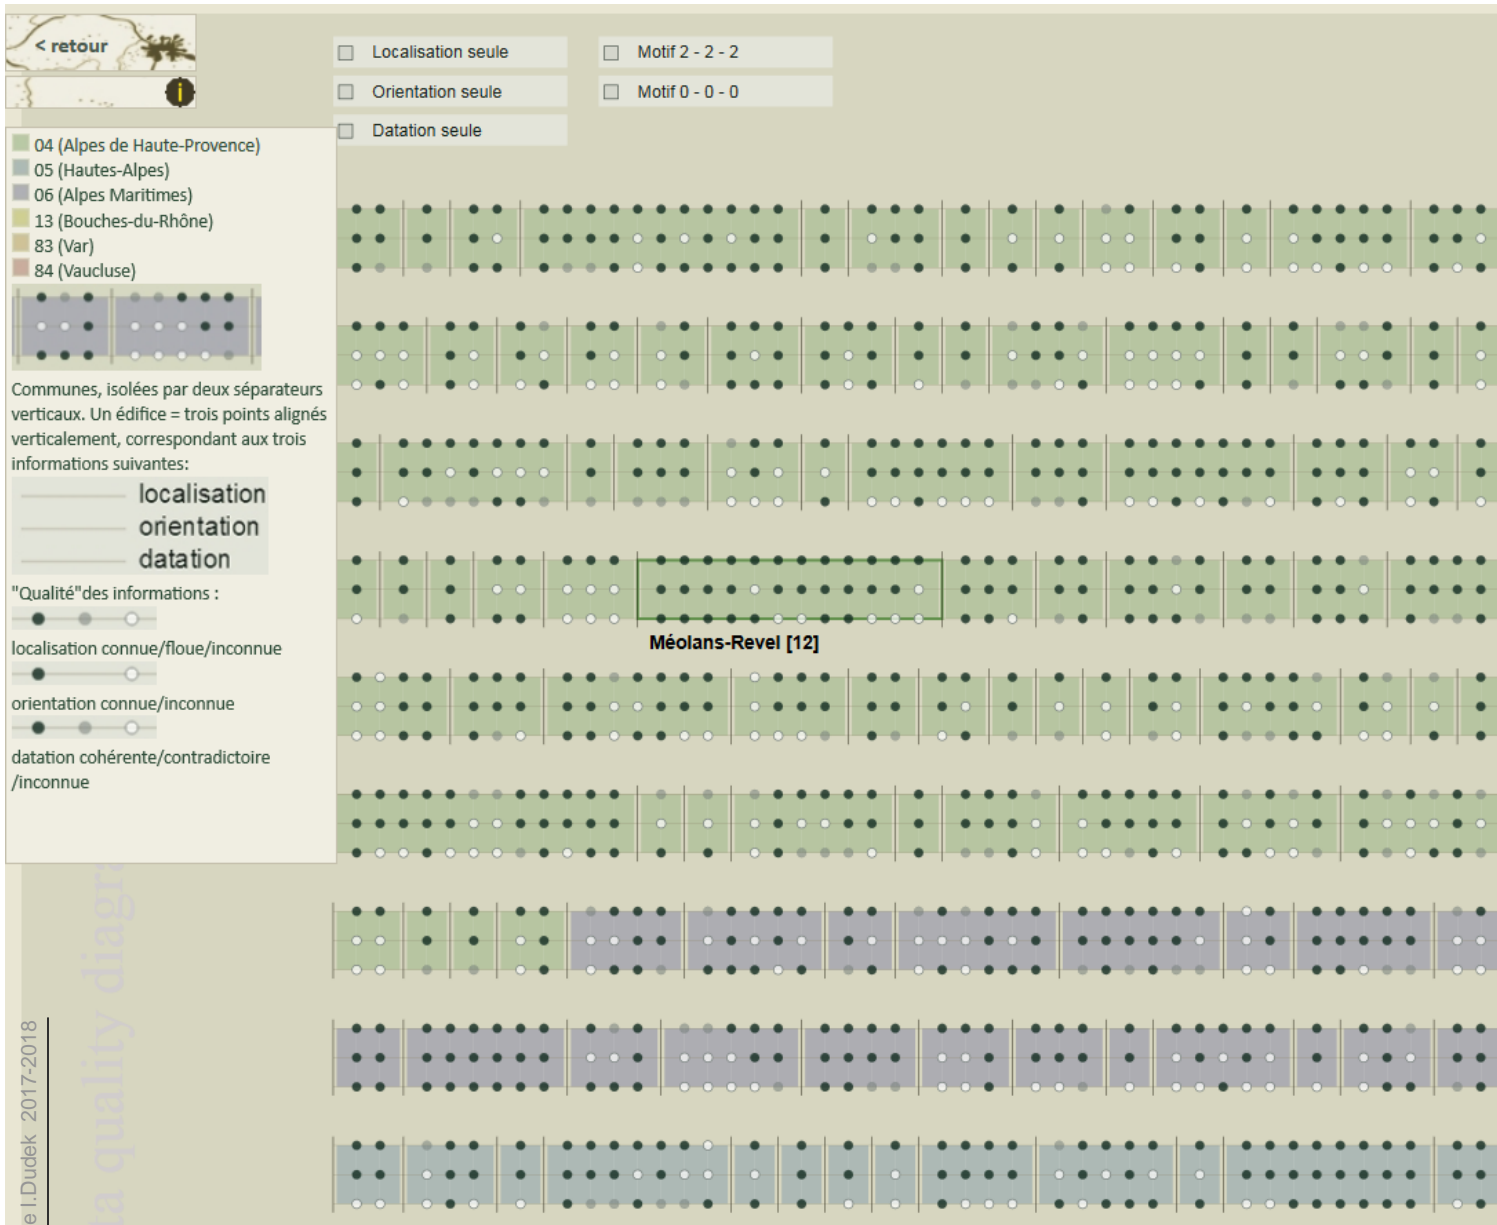 < retour
i
Localisation seule
Orientation seule
Datation seule
Motif 2 - 2 - 2
Motif 0 - 0 - 0
04 (Alpes de Haute-Provence)
05 (Hautes-Alpes)
06 (Alpes Maritimes)
13 (Bouches-du-Rhône)
83 (Var)
84 (Vaucluse)
Communes, isolées par deux séparateurs
verticaux. Un édifice = trois points alignés
verticalement, correspondant aux trois
informations suivantes:
localisation
orientation
datation
"Qualité"des informations :
localisation connue/floue/inconnue
orientation connue/inconnue
datation cohérente/contradictoire
/inconnue
Méolans-Revel [12]
quality diagra
e I.Dudek 2017-2018